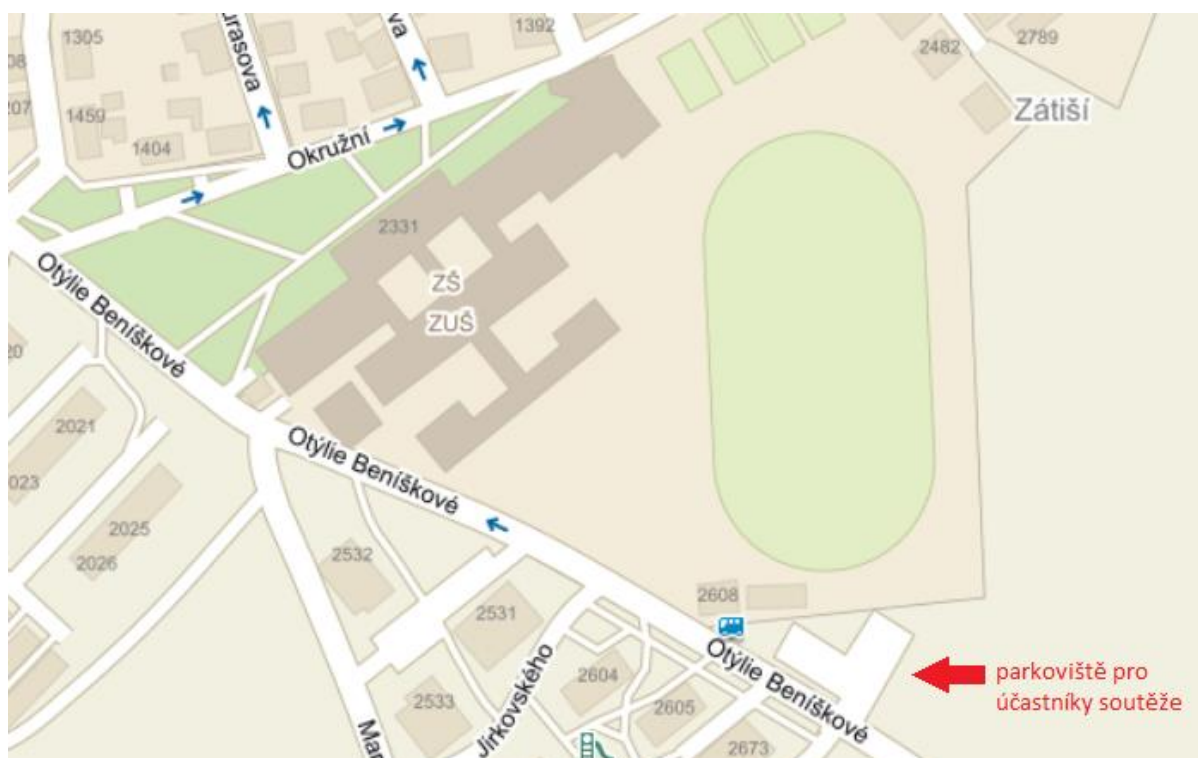 1305
1392
2482
2789
1459
Zátiší
1404
Okružní
2331
ZŠ
ZUŠ
Otýlie Beníškové
2021
Otýlie Beníškové
2025
2026
2532
2608
2531
Otýlie Beníškové
parkoviště pro
účastníky soutěže
2604
Jirkovského
2533
2605
2673